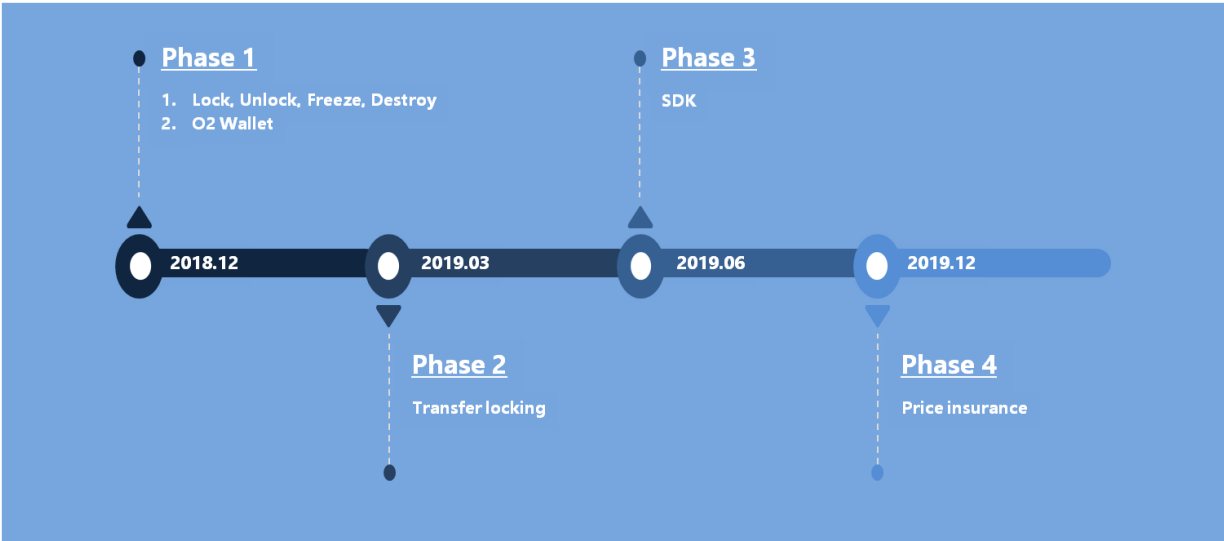 Phase 1
1. Lock, Unlock, Freeze, Destroy
2. O2 Wallet
Phase 3
SDK
2018.12
2019.03
2019.06
2019.12
Phase 2
Transfer locking
Phase 4
Price insurance